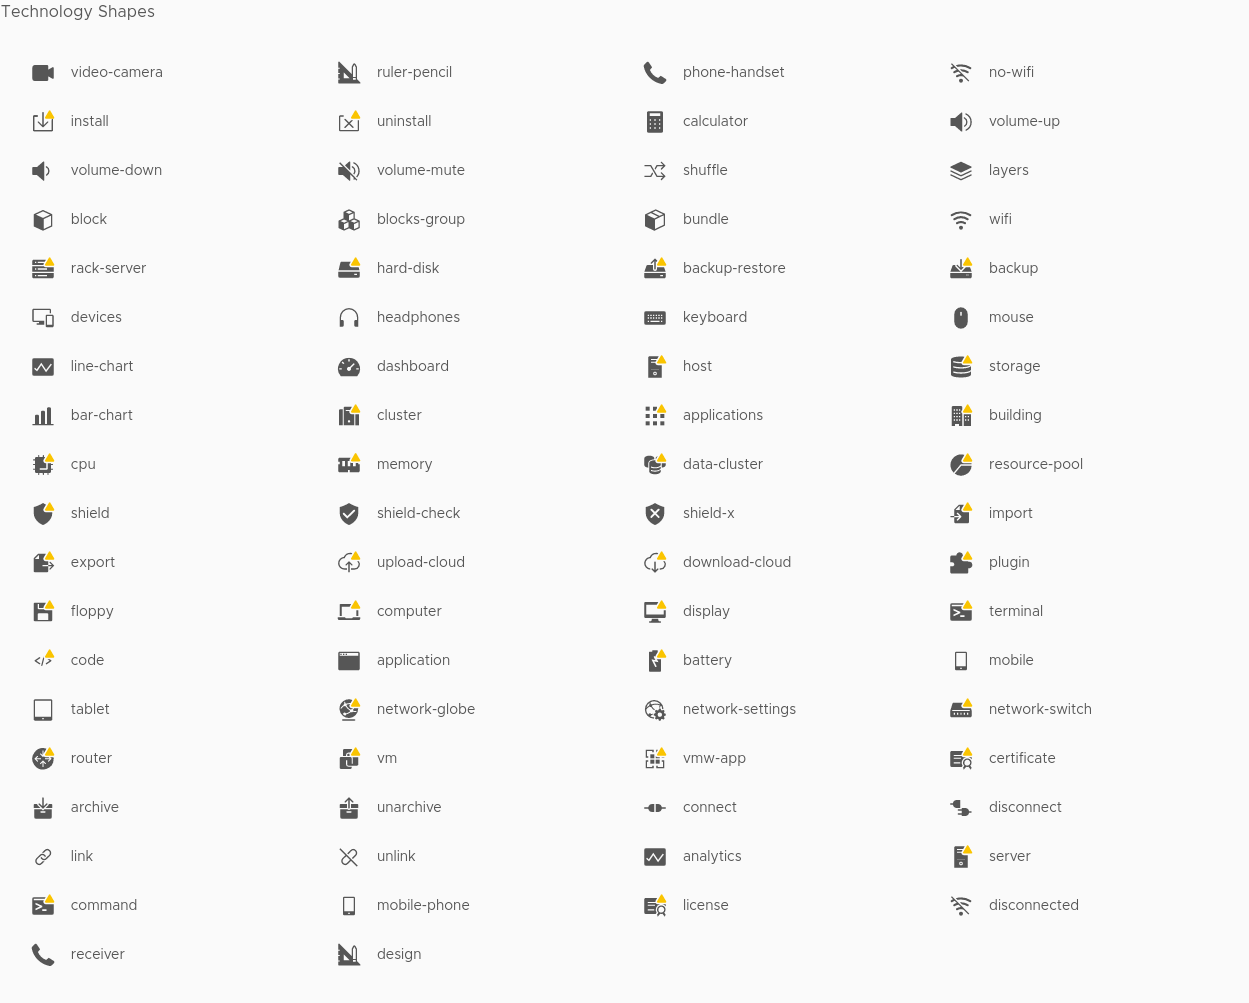 Technology Shapes
video-camera ruler-pencil phone-handset no-wifi
install uninstall calculator volume-up
volume-down volume-mute shuffle layers
block blocks-group bundle wifi
rack-server hard-disk backup-restore backup
devices headphones keyboard mouse
line-chart dashboard host storage
bar-chart cluster applications building
cpu memory data-cluster resource-pool
shield shield-check shield-x import
export upload-cloud download-cloud plugin
floppy computer display terminal
code application battery mobile
tablet network-globe network-settings network-switch
router vm vmw-app certificate
archive unarchive connect disconnect
link unlink analytics server
command mobile-phone license disconnected
receiver design